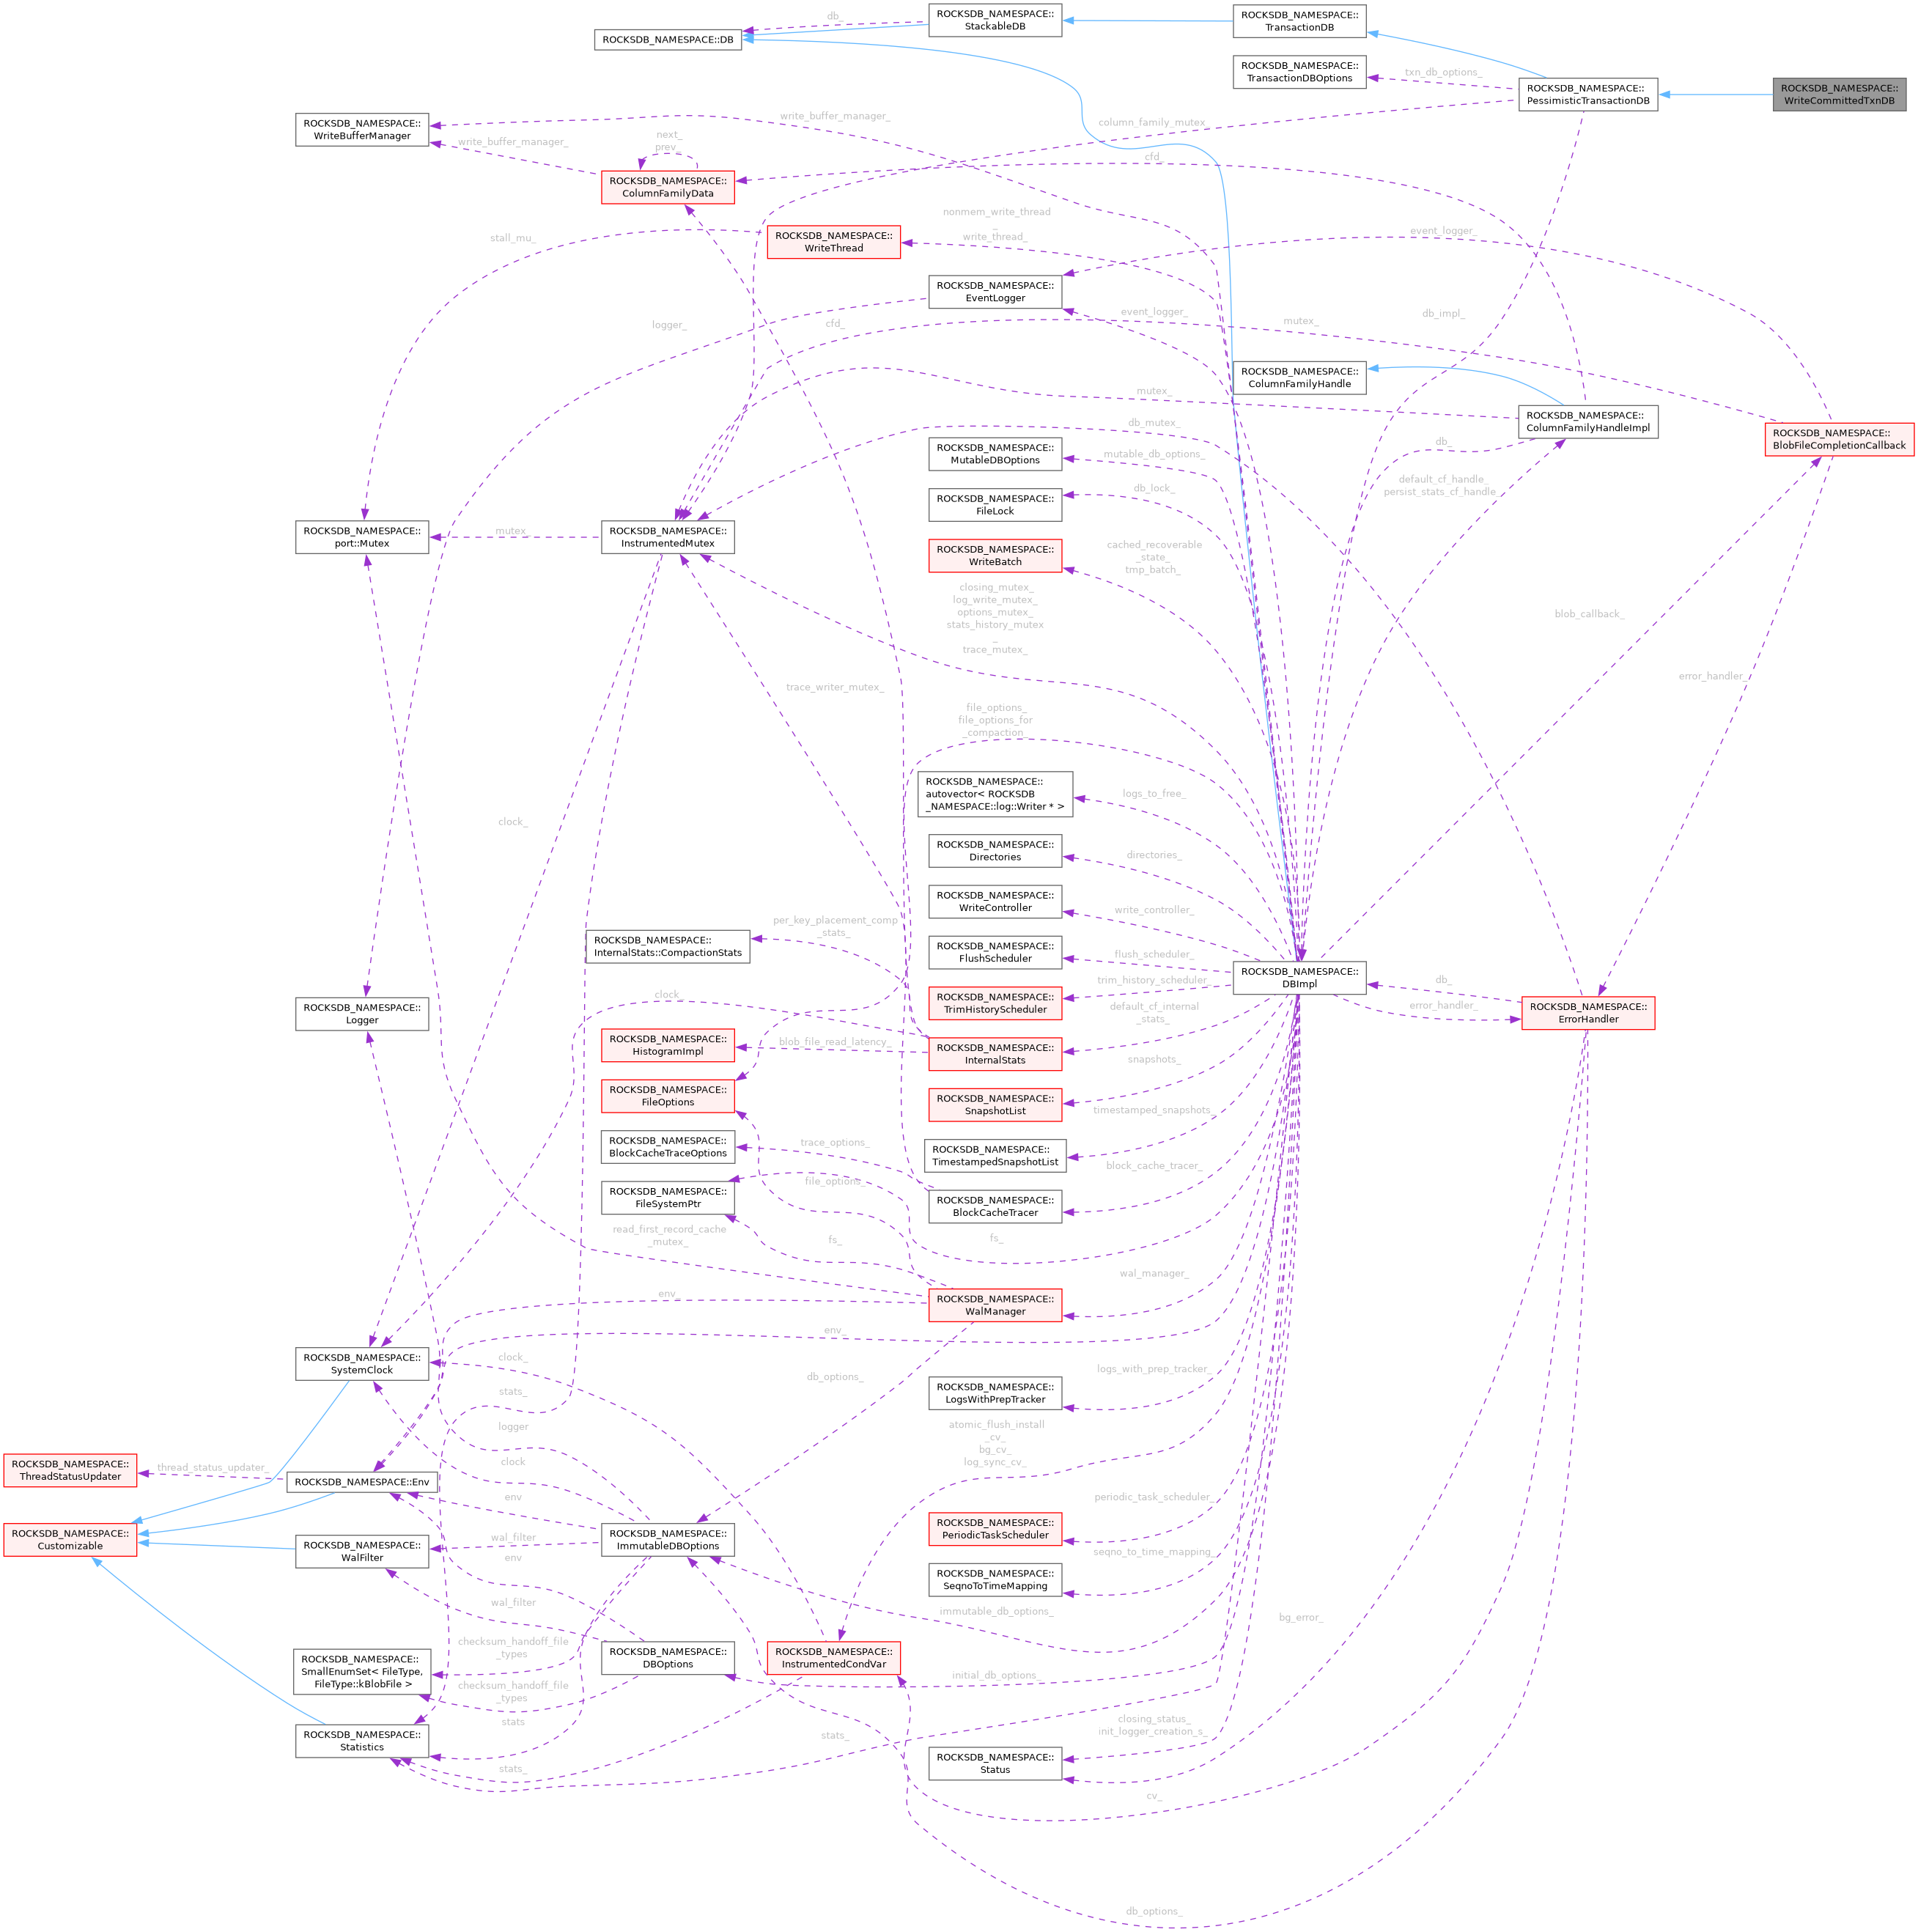 db_
ROCKSDB_NAMESPACE::
StackableDB
ROCKSDB_NAMESPACE::
TransactionDB
ROCKSDB_NAMESPACE::DB
ROCKSDB_NAMESPACE::
TransactionDBOptions
txn_db_options_
ROCKSDB_NAMESPACE::
PessimisticTransactionDB
ROCKSDB_NAMESPACE::
WriteCommittedTxnDB
ROCKSDB_NAMESPACE::
WriteBufferManager
write_buffer_manager_
column_family_mutex_
write_buffer_manager_
next_
prev_
cfd_
ROCKSDB_NAMESPACE::
ColumnFamilyData
nonmem_write_thread
_
write_thread_
stall_mu_
ROCKSDB_NAMESPACE::
WriteThread
event_logger_
ROCKSDB_NAMESPACE::
EventLogger
logger_
cfd_
event_logger_
mutex_
db_impl_
ROCKSDB_NAMESPACE::
ColumnFamilyHandle
mutex_
ROCKSDB_NAMESPACE::
ColumnFamilyHandleImpl
ROCKSDB_NAMESPACE::
BlobFileCompletionCallback
db_mutex_
db_
ROCKSDB_NAMESPACE::
MutableDBOptions
mutable_db_options_
default_cf_handle_
persist_stats_cf_handle_
ROCKSDB_NAMESPACE::
FileLock
db_lock_
ROCKSDB_NAMESPACE::
port::Mutex
mutex_
ROCKSDB_NAMESPACE::
InstrumentedMutex
ROCKSDB_NAMESPACE::
WriteBatch
cached_recoverable
_state_
tmp_batch_
closing_mutex_
log_write_mutex_
options_mutex_
stats_history_mutex
_
trace_mutex_
blob_callback_
trace_writer_mutex_
error_handler_
file_options_
file_options_for
_compaction_
clock_
ROCKSDB_NAMESPACE::
autovector< ROCKSDB
_NAMESPACE::log::Writer * >
logs_to_free_
ROCKSDB_NAMESPACE::
Directories
directories_
ROCKSDB_NAMESPACE::
WriteController
write_controller_
per_key_placement_comp
_stats_
ROCKSDB_NAMESPACE::
InternalStats::CompactionStats
ROCKSDB_NAMESPACE::
FlushScheduler
flush_scheduler_
ROCKSDB_NAMESPACE::
DBImpl
db_
ROCKSDB_NAMESPACE::
Logger
clock_
ROCKSDB_NAMESPACE::
TrimHistoryScheduler
trim_history_scheduler_
default_cf_internal
_stats_
error_handler_
ROCKSDB_NAMESPACE::
ErrorHandler
ROCKSDB_NAMESPACE::
HistogramImpl
blob_file_read_latency_
ROCKSDB_NAMESPACE::
InternalStats
snapshots_
ROCKSDB_NAMESPACE::
FileOptions
ROCKSDB_NAMESPACE::
SnapshotList
timestamped_snapshots_
ROCKSDB_NAMESPACE::
BlockCacheTraceOptions
trace_options_
ROCKSDB_NAMESPACE::
TimestampedSnapshotList
block_cache_tracer_
ROCKSDB_NAMESPACE::
FileSystemPtr
file_options_
ROCKSDB_NAMESPACE::
BlockCacheTracer
read_first_record_cache
_mutex_
fs_
fs_
wal_manager_
env_
ROCKSDB_NAMESPACE::
WalManager
env_
ROCKSDB_NAMESPACE::
SystemClock
clock_
stats_
db_options_
logs_with_prep_tracker_
ROCKSDB_NAMESPACE::
LogsWithPrepTracker
logger
clock
atomic_flush_install
_cv_
bg_cv_
log_sync_cv_
ROCKSDB_NAMESPACE::
ThreadStatusUpdater
thread_status_updater_
ROCKSDB_NAMESPACE::Env
env
periodic_task_scheduler_
ROCKSDB_NAMESPACE::
PeriodicTaskScheduler
ROCKSDB_NAMESPACE::
Customizable
ROCKSDB_NAMESPACE::
WalFilter
wal_filter
env
ROCKSDB_NAMESPACE::
ImmutableDBOptions
seqno_to_time_mapping_
ROCKSDB_NAMESPACE::
SeqnoToTimeMapping
wal_filter
immutable_db_options_
bg_error_
ROCKSDB_NAMESPACE::
SmallEnumSet< FileType,
FileType::kBlobFile >
checksum_handoff_file
_types
ROCKSDB_NAMESPACE::
DBOptions
ROCKSDB_NAMESPACE::
InstrumentedCondVar
initial_db_options_
checksum_handoff_file
_types
ROCKSDB_NAMESPACE::
Statistics
stats
stats_
stats_
closing_status_
init_logger_creation_s_
ROCKSDB_NAMESPACE::
Status
cv_
db_options_